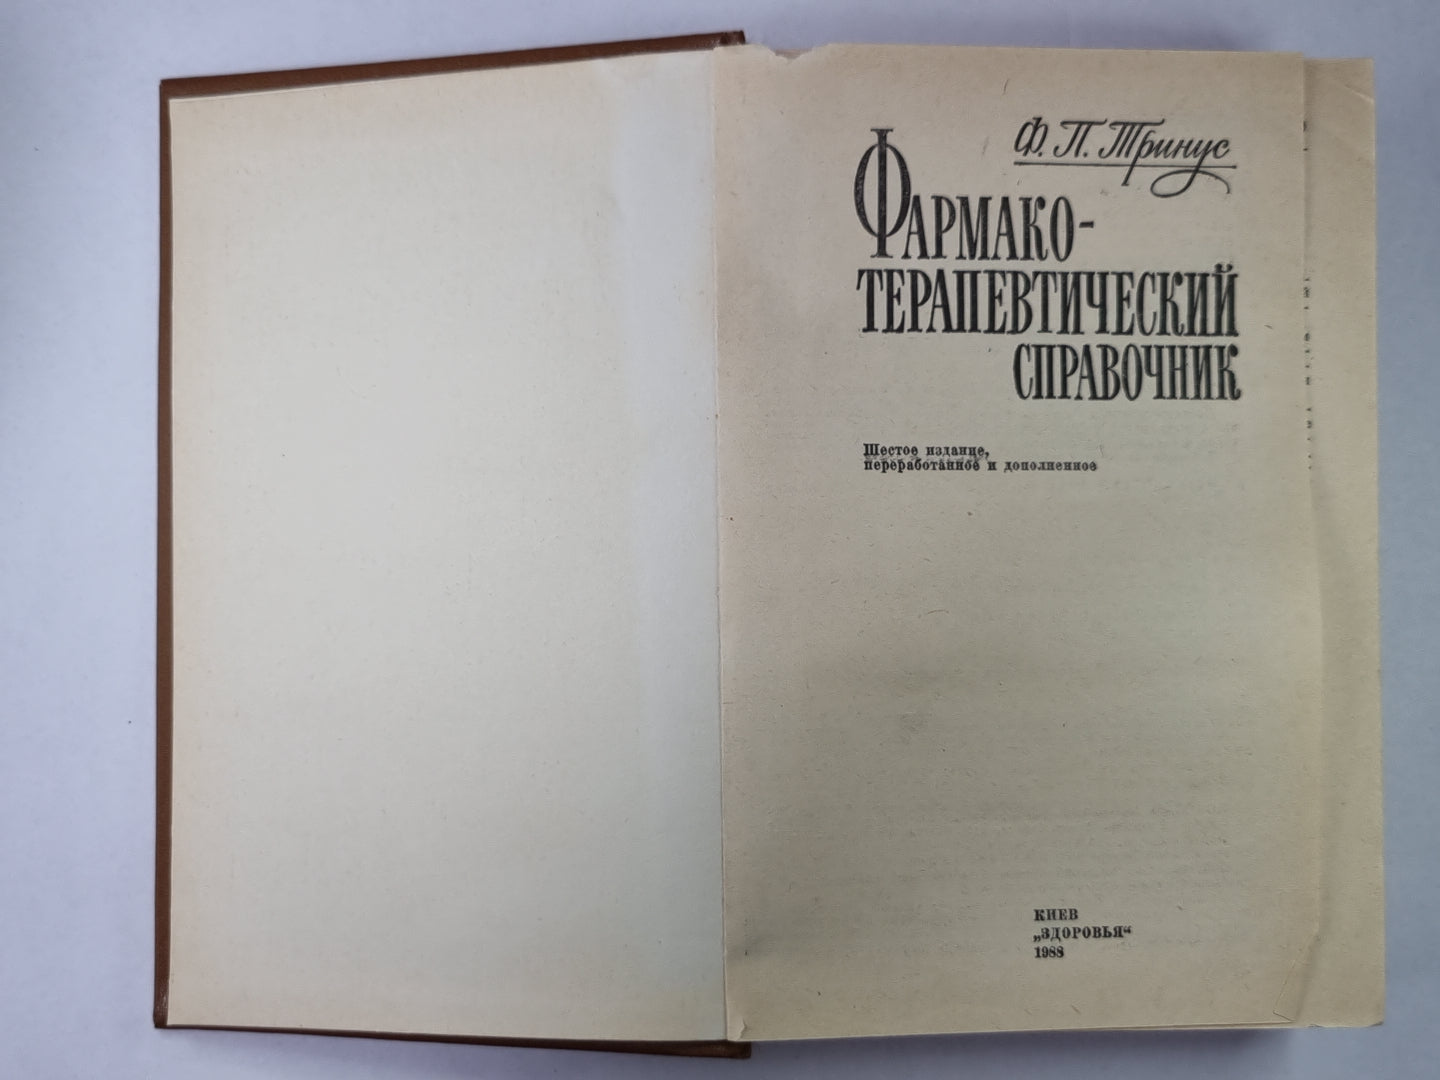 Ф. П. Тринус
ФАРМАКО-
ТЕРАПЕВТИЧЕСКИЙ
СПРАВОЧНИК
Шестое издание,
переработанное и дополненное
КИЕВ
„ЗДОРОВЬЯ“
1988